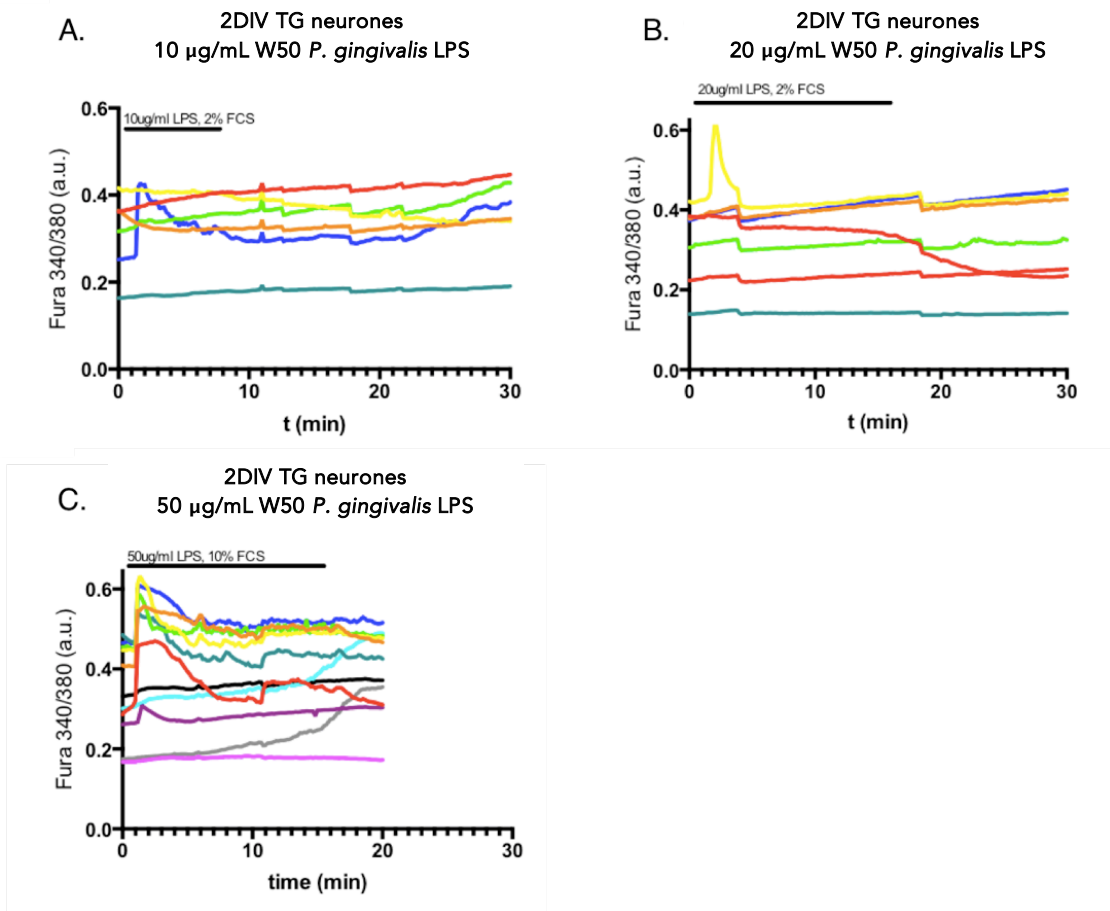 A.
2DIV TG neurones
10 µg/mL W50 P. gingivalis LPS
10ug/ml LPS, 2% FCS
Fura 340/380 (a.u.)
0.6
0.4
0.2
0.0
0 10 20 30
t (min)
B.
2DIV TG neurones
20 µg/mL W50 P. gingivalis LPS
20ug/ml LPS, 2% FCS
Fura 340/380 (a.u.)
0.6
0.4
0.2
0.0
0 10 20 30
t (min)
C.
2DIV TG neurones
50 µg/mL W50 P. gingivalis LPS
50ug/ml LPS, 10% FCS
Fura 340/380 (a.u.)
0.6
0.4
0.2
0.0
0 10 20 30
time (min)